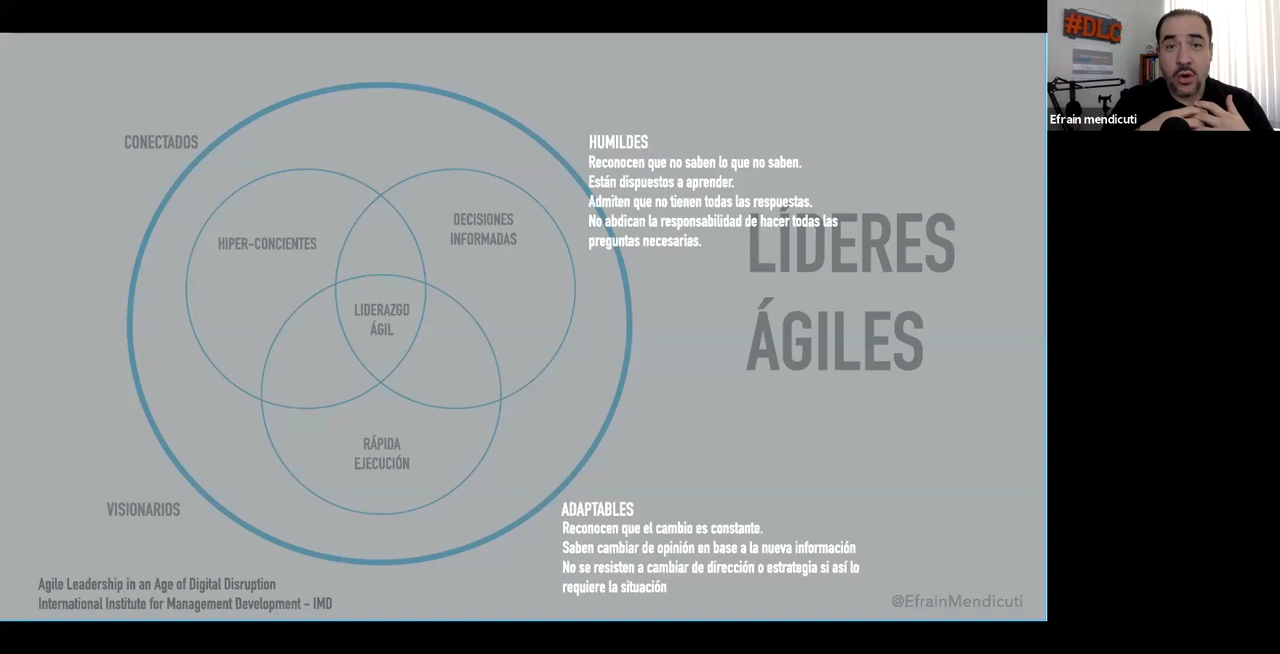 #DLC
Efrain mendicuti
CONECTADOS
HUMILDES
Reconocen que no saben lo que no saben.
Están dispuestos a aprender.
Admiten que no tienen todas las respuestas.
No abdican la responsabilidad de hacer todas las
preguntas necesarias.
LÍDERES
ÁGILES
HIPER-CONCIENTES
DECISIONES
INFORMADAS
LIDERAZGO
ÁGIL
RÁPIDA
EJECUCIÓN
VISIONARIOS
ADAPTABLES
Reconocen que el cambio es constante.
Saben cambiar de opinión en base a la nueva información
No se resisten a cambiar de dirección o estrategia si así lo
requiere la situación
Agile Leadership in an Age of Digital Disruption
International Institute for Management Development - IMD
@EfrainMendicuti